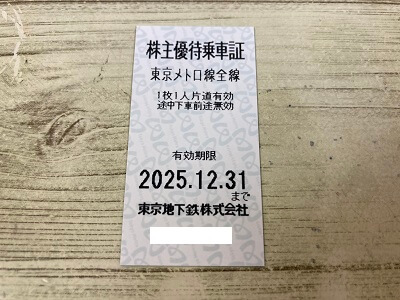 株主優待乗車証
東京メトロ線全線
1枚1人片道有効
途中下車前途無効
有効期限
2025.12.31
まで
東京地下鉄株式会社